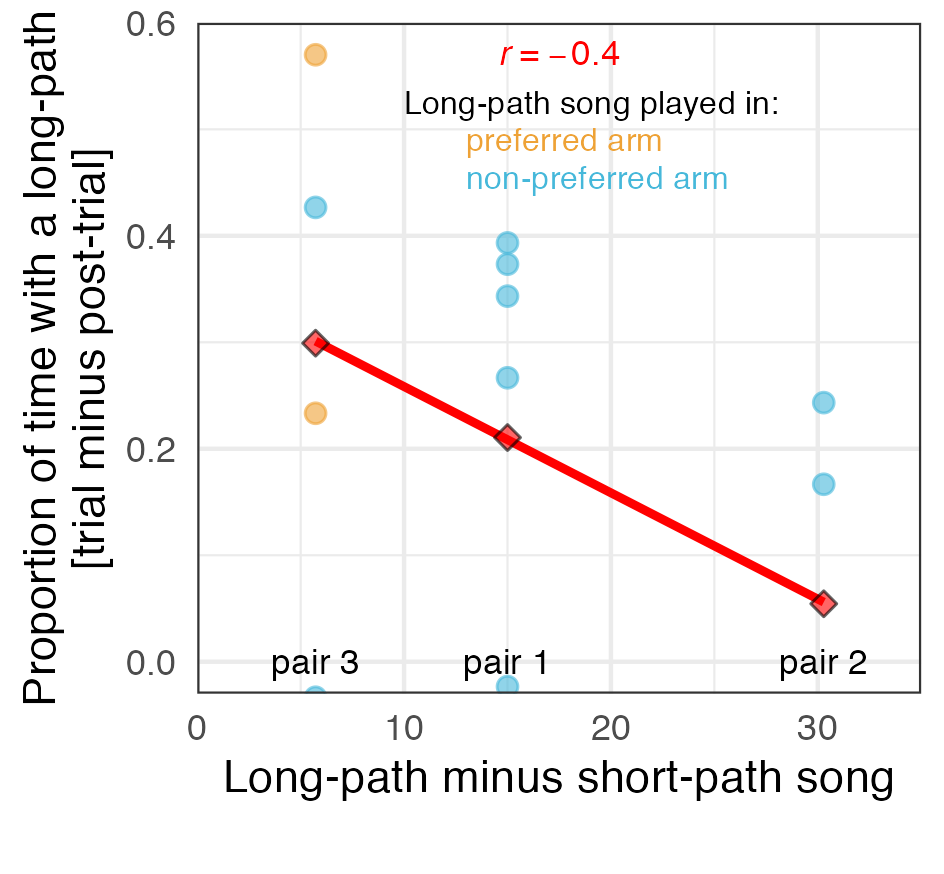 Proportion of time with a long-path
[trial minus post-trial]
0.6
0.4
0.2
0.0
r = −0.4
Long-path song played in:
preferred arm
non-preferred arm
pair 3 pair 1 pair 2
0 10 20 30
Long-path minus short-path song